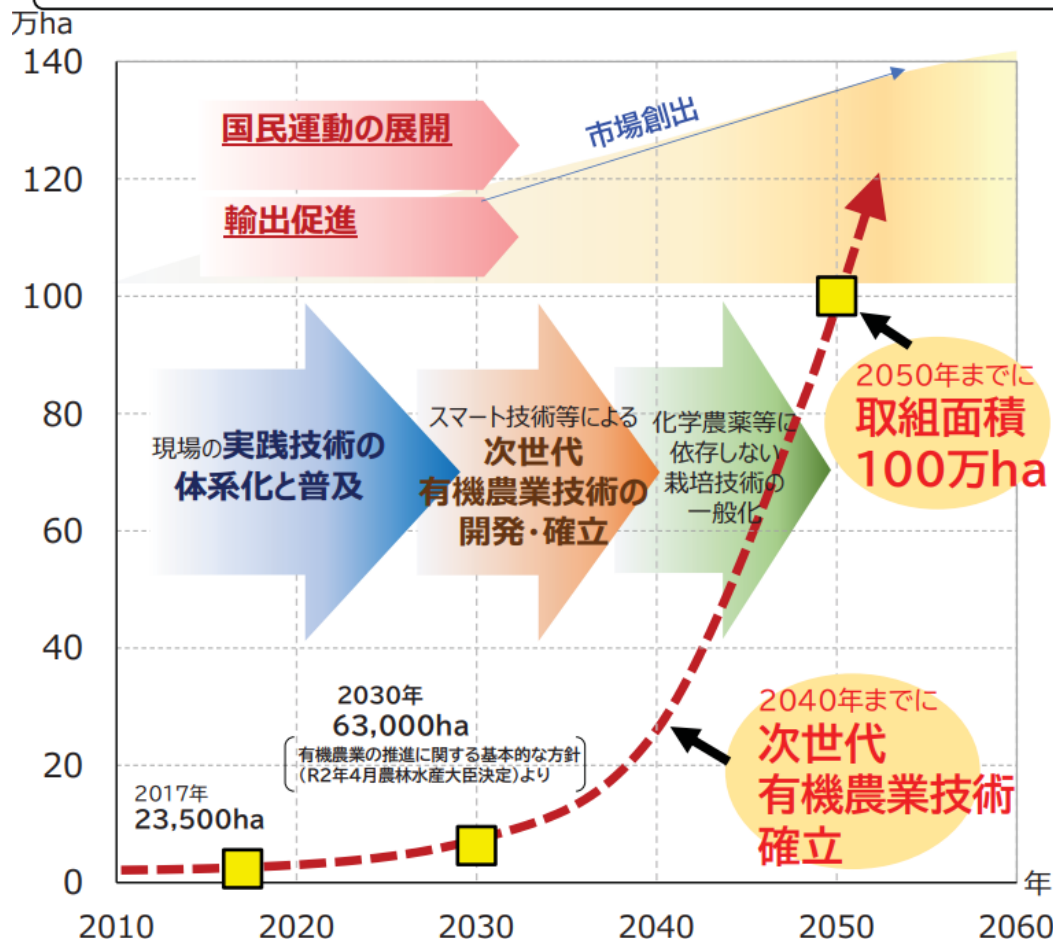 万ha
140
120
100
80
60
40
20
0
国民運動の展開
輸出促進
市場創出
現場の実践技術の
体系化と普及
スマート技術等による
次世代
有機農業技術の
開発・確立
化学農薬等に
依存しない
栽培技術の
一般化
2050年までに
取組面積
100万ha
2040年までに
次世代
有機農業技術
確立
2030年
63,000ha
有機農業の推進に関する基本的な方針
(R2年4月農林水産大臣決定)より
2017年
23,500ha
2010 2020 2030 2040 2050 2060
年